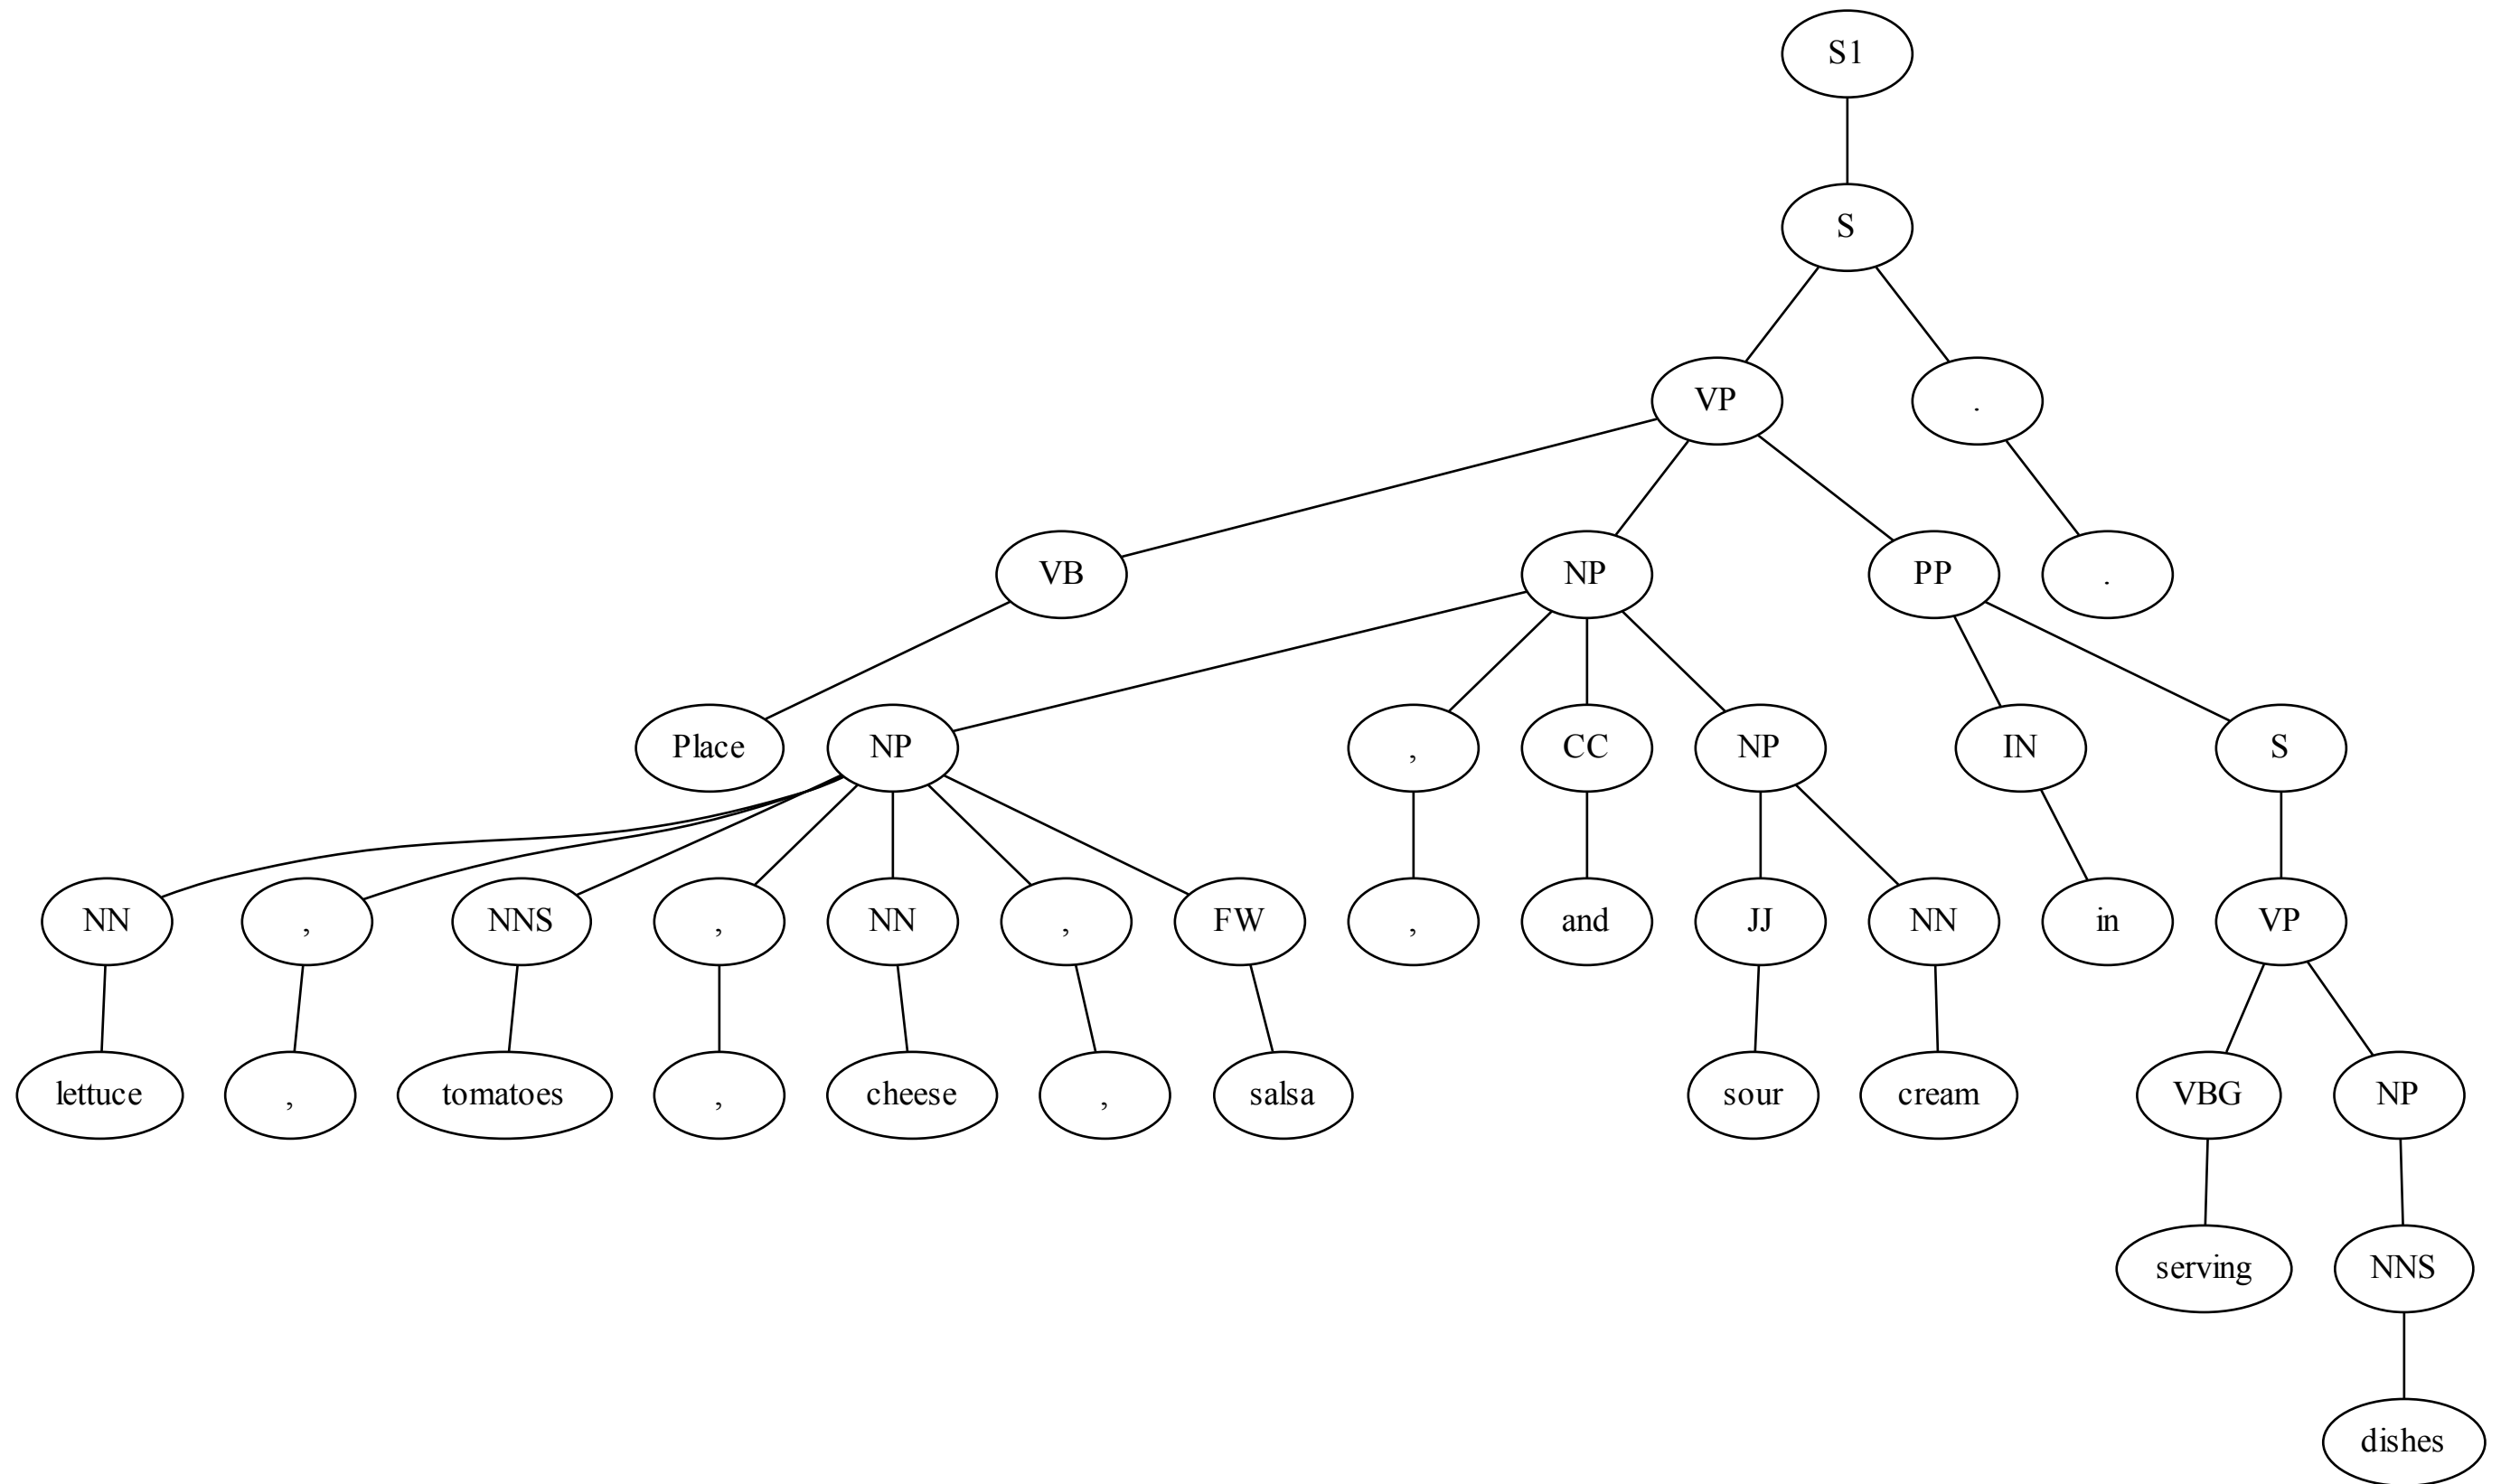 S1
S
VP .
VB NP PP .
Place NP , CC NP IN S
NN , NNS , NN , FW , and JJ NN in VP
lettuce , tomatoes , cheese , salsa sour cream VBG NP
serving NNS
dishes